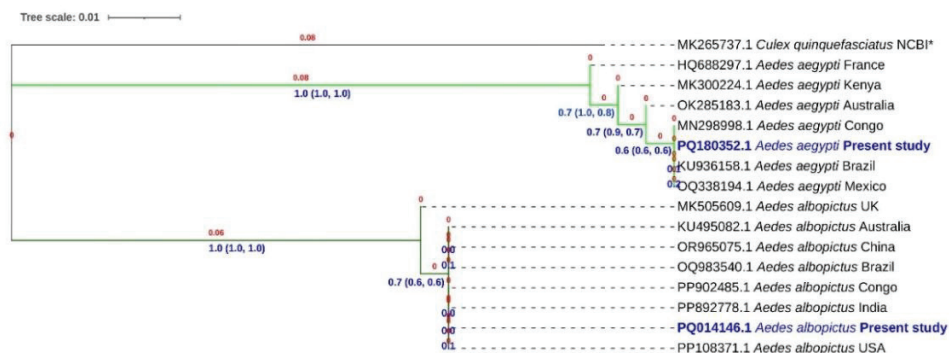 Tree scale: 0.01
0.08
MK265737.1 Culex quinquefasciatus NCBI*
0
HQ688297.1 Aedes aegypti France
0.08
0
MK300224.1 Aedes aegypti Kenya
1.0 (1.0, 1.0)
0
0
OK285183.1 Aedes aegypti Australia
0.7 (1.0, 0.8)
0
0
MN298998.1 Aedes aegypti Congo
0.7 (0.9, 0.7)
0
0
PQ180352.1 Aedes aegypti Present study
0.6 (0.6, 0.6)
KU936158.1 Aedes aegypti Brazil
OQ338194.1 Aedes aegypti Mexico
0
MK505609.1 Aedes albopictus UK
0
KU495082.1 Aedes albopictus Australia
0.06
1.0 (1.0, 1.0)
OR965075.1 Aedes albopictus China
0
0.1
OQ983540.1 Aedes albopictus Brazil
0.7 (0.6, 0.6)
PP902485.1 Aedes albopictus Congo
PP892778.1 Aedes albopictus India
PQ014146.1 Aedes albopictus Present study
0.1
PP108371.1 Aedes albopictus USA